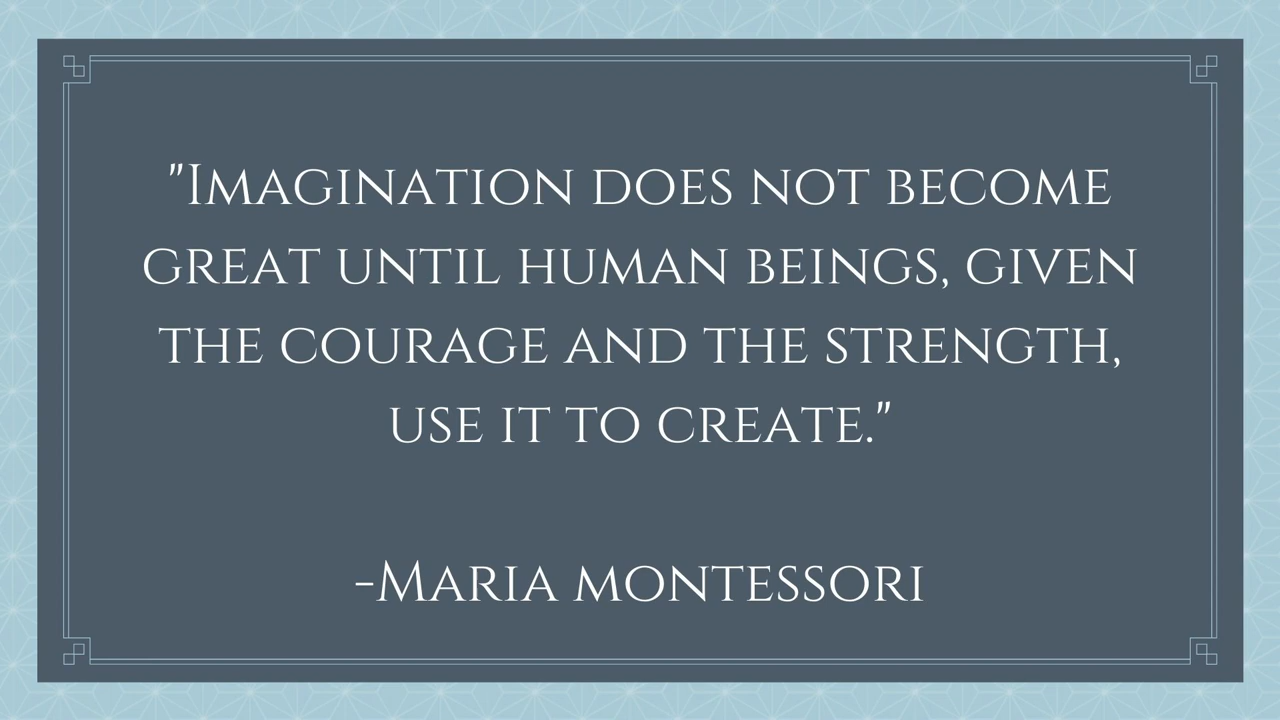 "Imagination does not become
great until human beings, given
the courage and the strength,
use it to create."
-Maria montessori